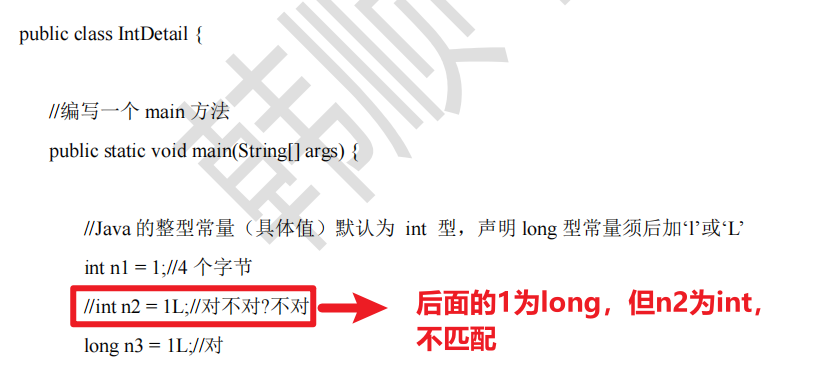 public class IntDetail {
//编写一个 main 方法
public static void main(String[] args) {
//Java 的整型常量（具体值）默认为 int 型，声明 long 型常量须后加‘l’或‘L’
int n1 = 1;//4 个字节
//int n2 = 1L;//对不对?不对
后面的1为long，但n2为int，
不匹配
long n3 = 1L;//对
韩顺